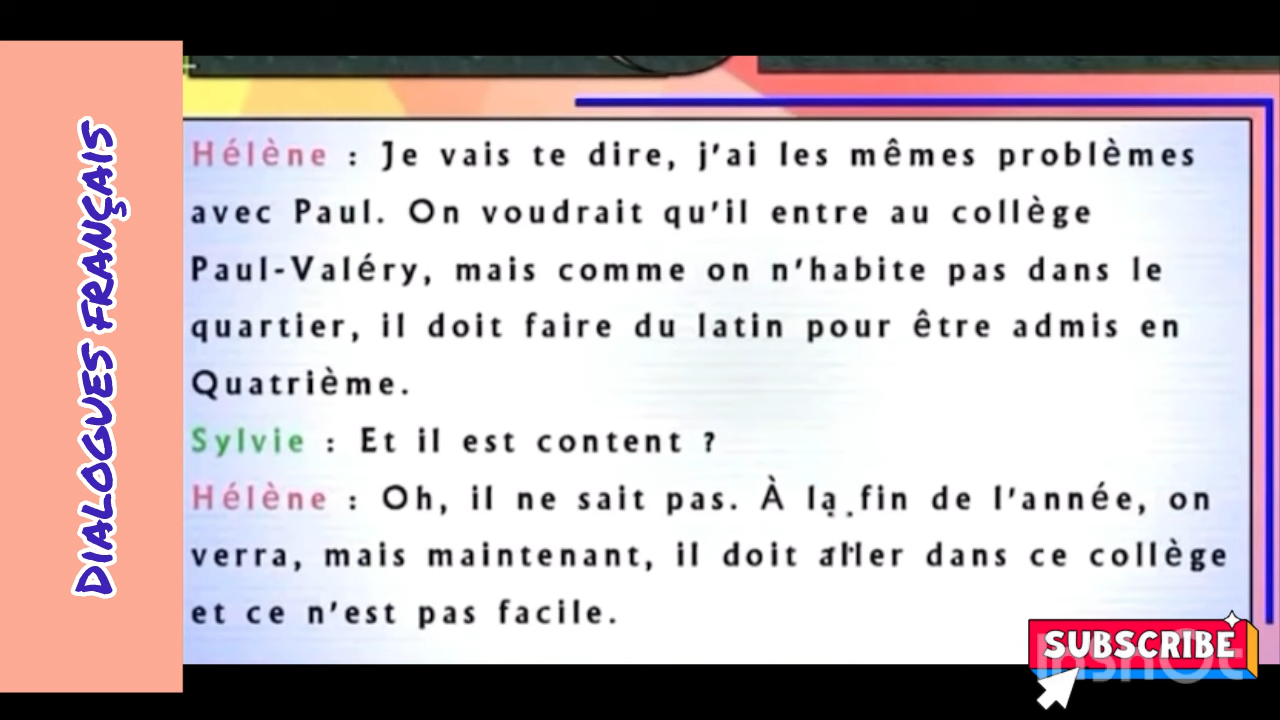 DIALOGUES FRANÇAIS
Hélène : Je vais te dire, j'ai les mêmes problèmes
avec Paul. On voudrait qu'il entre au collège
Paul-Valéry, mais comme on n'habite pas dans le
quartier, il doit faire du latin pour être admis en
Quatrième.
Sylvie : Et il est content ?
Hélène : Oh, il ne sait pas. À la fin de l'année, on
verra, mais maintenant, il doit aller dans ce collège
et ce n'est pas facile.
SUBSCRIBE